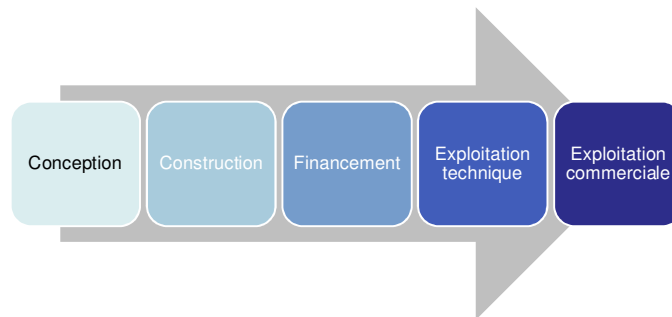 Conception
Construction
Financement
Exploitation
technique
Exploitation
commerciale